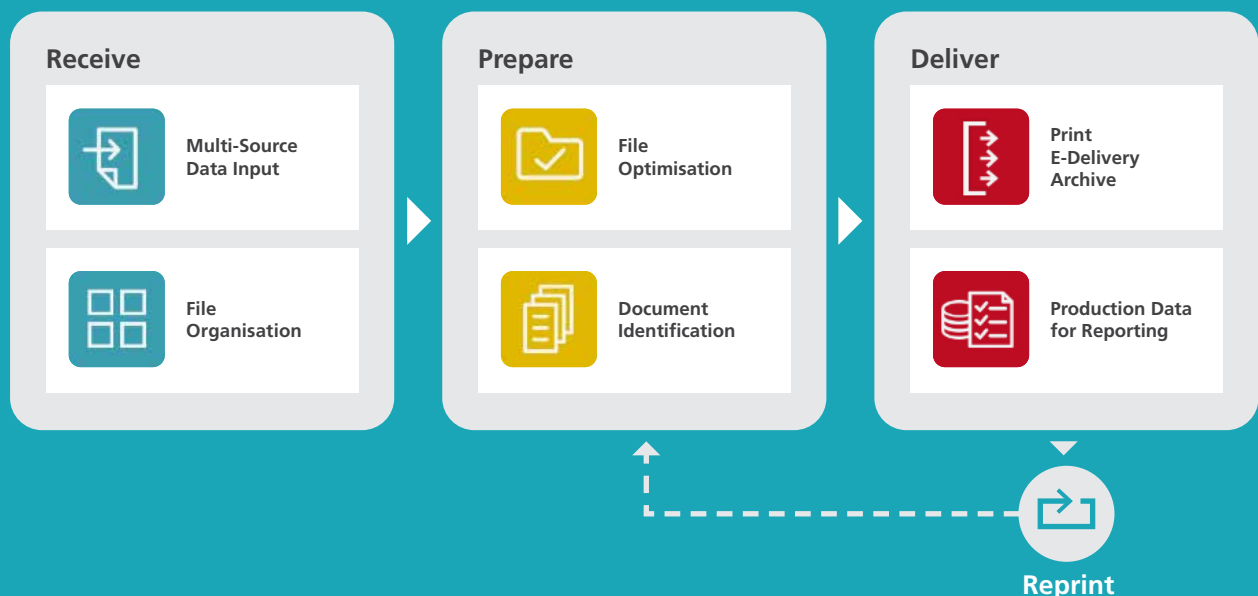 Receive
Multi-Source
Data Input
File
Organisation
Prepare
File
Optimisation
Document
Identification
Deliver
Print
E-Delivery
Archive
Production Data
for Reporting
Reprint